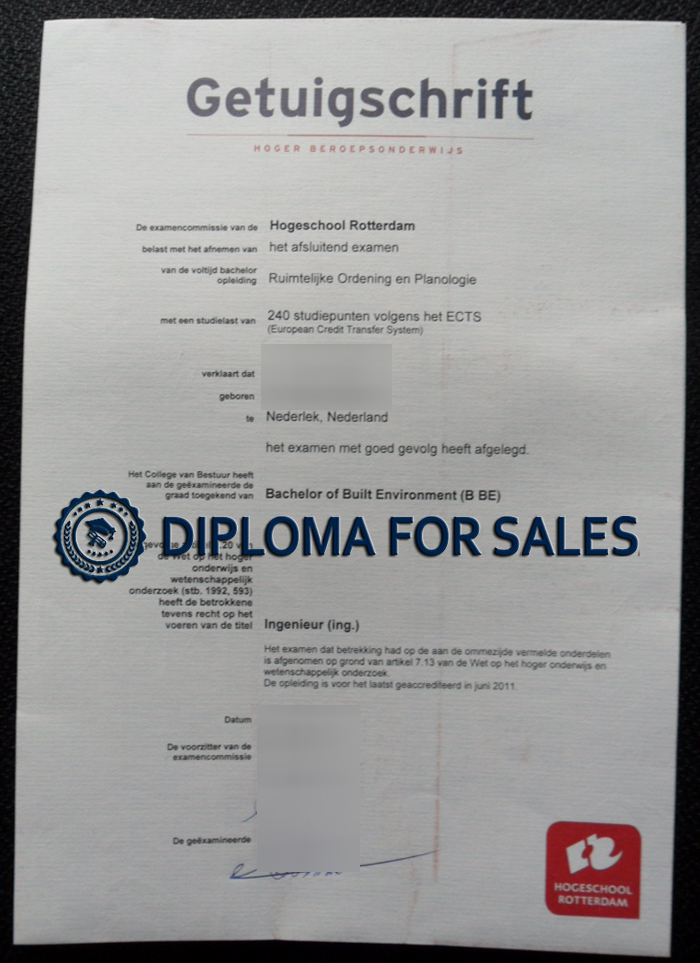 Getuigschrift
HOGER BEROEPSONDERWIJS
De examencommissie van de Hogeschool Rotterdam
belast met het afnemen van het afsluitend examen
van de voltijd bachelor
opleiding Ruimtelijke Ordening en Planologie
met een studielast van 240 studiepunten volgens het ECTS
(European Credit Transfer System)
verklaart dat
geboren
te Nederlek, Nederland
het examen met goed gevolg heeft afgelegd.
Het College van Bestuur heeft
aan de geëxamineerde de
graad toegekend van Bachelor of Built Environment (B BE)
DIPLOMA FOR SALES
de Wet op het hoger
onderwijs en
wetenschappelijk
onderzoek (stb. 1992, 593)
heeft de betrokkene
tevens recht op het
voeren van de titel Ingenieur (ing.)
Het examen dat betrekking had op de aan de ommezijde vermelde onderdelen
is afgenomen op grond van artikel 7.13 van de Wet op het hoger onderwijs en
wetenschappelijk onderzoek.
De opleiding is voor het laatst geaccrediteerd in juni 2011.
Datum
De voorzitter van de
examencommissie
De geëxamineerde
HOGESCHOOL
ROTTERDAM